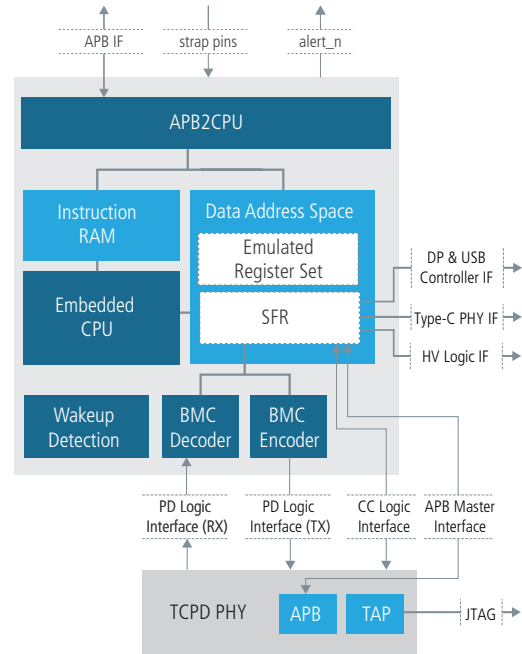 APB IF
strap pins
alert_n
APB2CPU
Instruction
RAM
Data Address Space
Emulated
Register Set
Embedded
CPU
SFR
DP & USB
Controller IF
Type-C PHY IF
HV Logic IF
Wakeup
Detection
BMC
Decoder
BMC
Encoder
PD Logic
Interface (RX)
PD Logic
Interface (TX)
CC Logic
Interface
APB Master
Interface
TCPD PHY
APB
TAP
JTAG